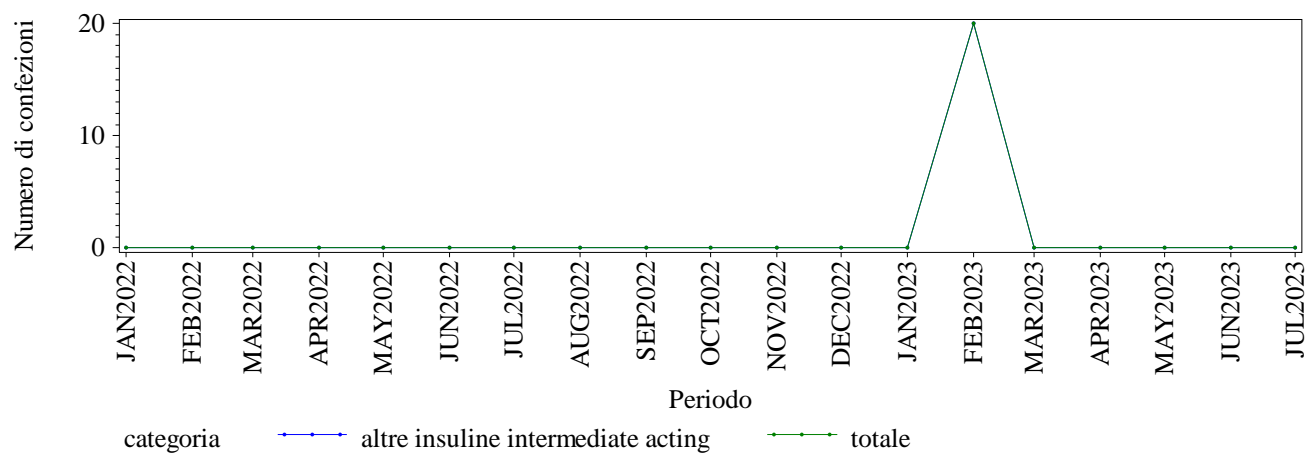 Numero di confezioni
20
10
0
JAN2022
FEB2022
MAR2022
APR2022
MAY2022
JUN2022
JUL2022
AUG2022
SEP2022
OCT2022
NOV2022
DEC2022
JAN2023
FEB2023
MAR2023
APR2023
MAY2023
JUN2023
JUL2023
Periodo
categoria altre insuline intermediate acting totale